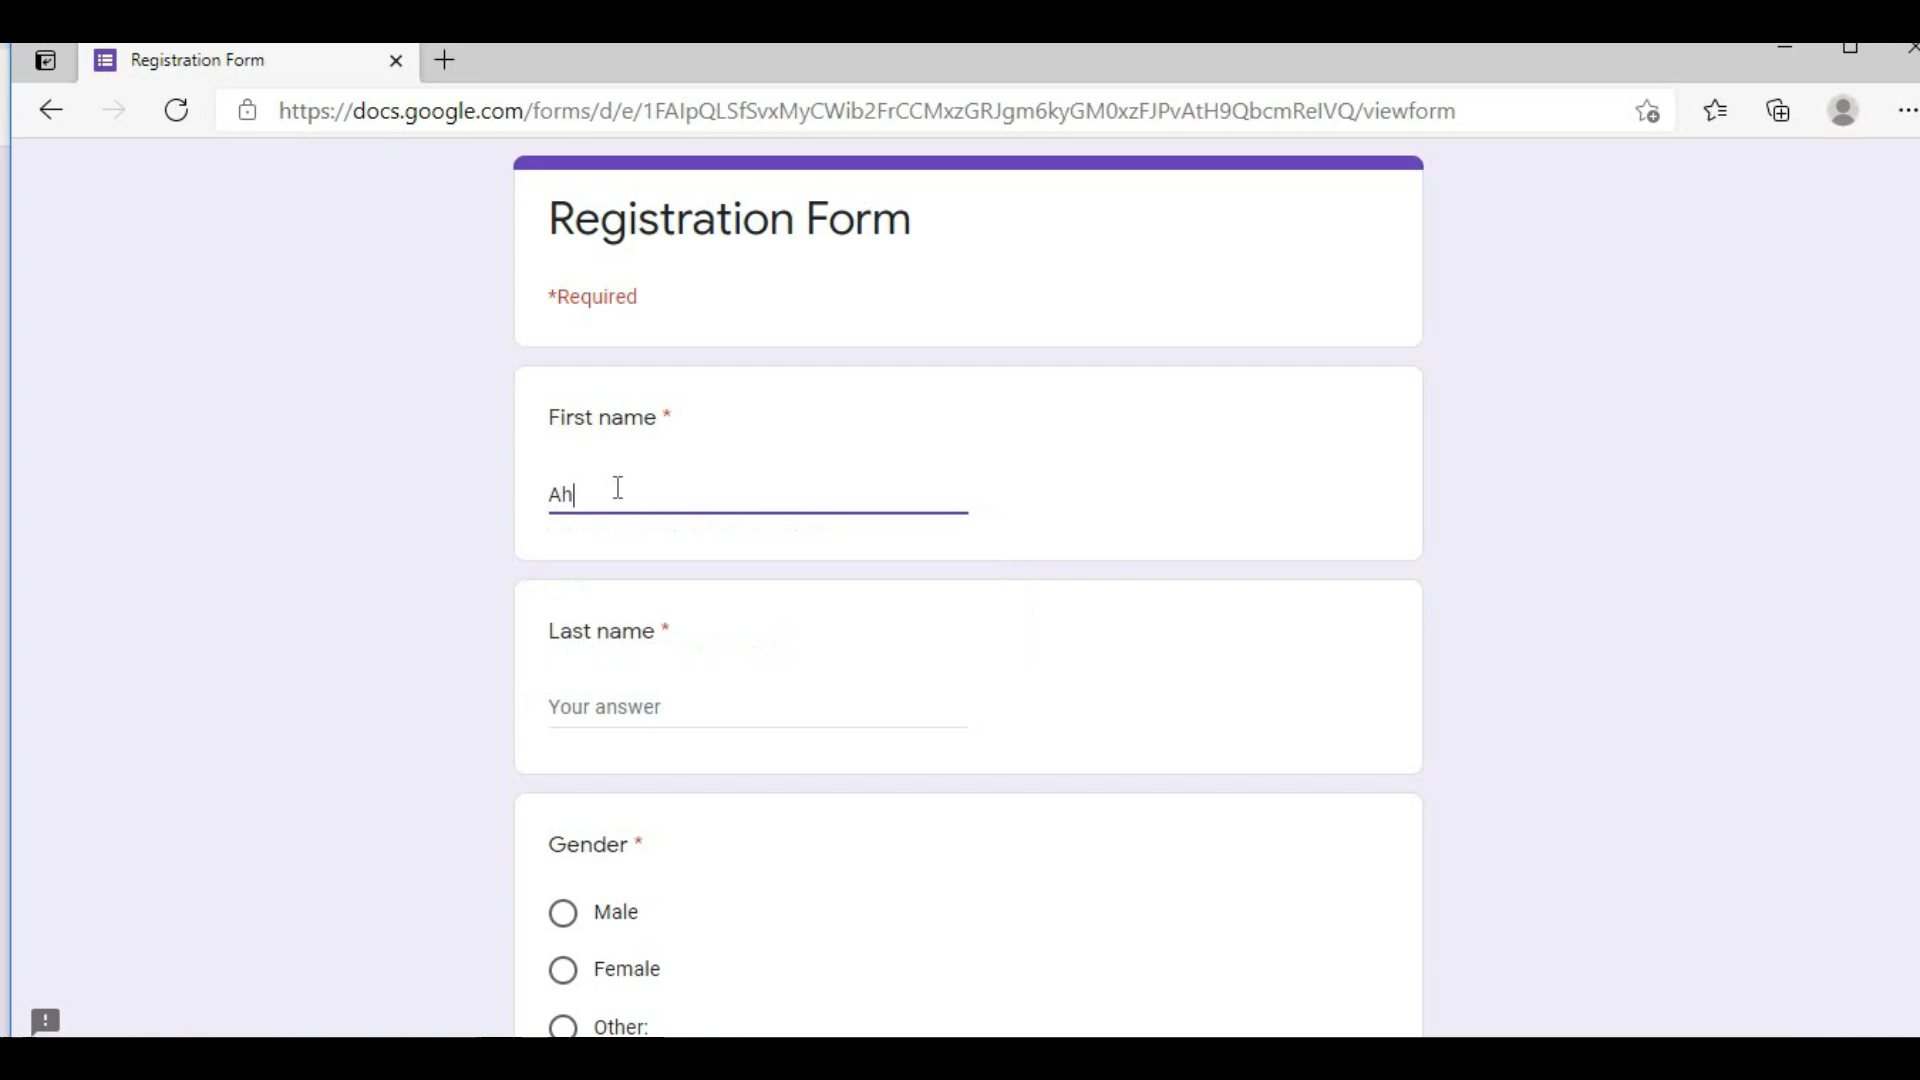 Registration Form
https://docs.google.com/forms/d/e/1FAIpQLSfSvxMyCWib2FrCCMxzGRJgm6kyGM0xzFJPvAtH9QbcmReIVQ/viewform
Registration Form
*Required
First name *
Ah
Last name *
Your answer
Gender *
Male
Female
Other: